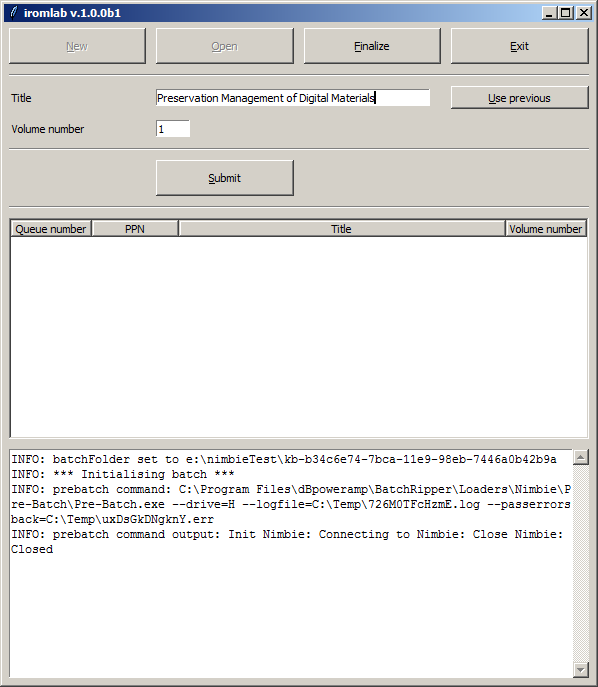 iromlab v.1.0.0b1
New Open Finalize Exit
Title Preservation Management of Digital Materials Use previous
Volume number 1
Submit
Queue number PPN Title Volume number
INFO: batchFolder set to e:\nimbieTest\kb-b34c6e74-7bca-11e9-98eb-7446a0b42b9a
INFO: *** Initialising batch ***
INFO: prebatch command: C:\Program Files\dBpoweramp\BatchRipper\Loaders\Nimbie\P
re-Batch\Pre-Batch.exe --drive=H --logfile=C:\Temp\726M0TFcHzmE.log --passerrors
back=C:\Temp\uxDsGkDNgknY.err
INFO: prebatch command output: Init Nimbie: Connecting to Nimbie: Close Nimbie:
Closed